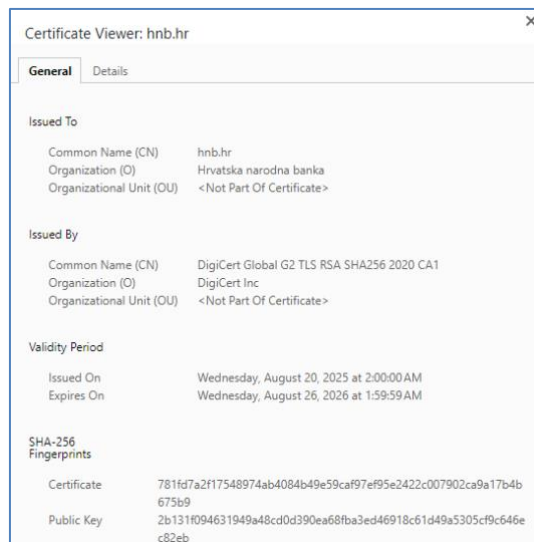 Certificate Viewer: hnb.hr
General Details
Issued To
Common Name (CN) hnb.hr
Organization (O) Hrvatska narodna banka
Organizational Unit (OU) <Not Part Of Certificate>
Issued By
Common Name (CN) DigiCert Global G2 TLS RSA SHA256 2020 CA1
Organization (O) DigiCert Inc
Organizational Unit (OU) <Not Part Of Certificate>
Validity Period
Issued On Wednesday, August 20, 2025 at 2:00:00 AM
Expires On Wednesday, August 26, 2026 at 1:59:59 AM
SHA-256
Fingerprints
Certificate 781fd7a2f17548974ab4084b49e59caf97ef95e2422c007902ca9a17b4b
675b9
Public Key 2b131f094631949a48cd0d390ea68fba3ed46918c61d49a5305cf9c646e
c82eb